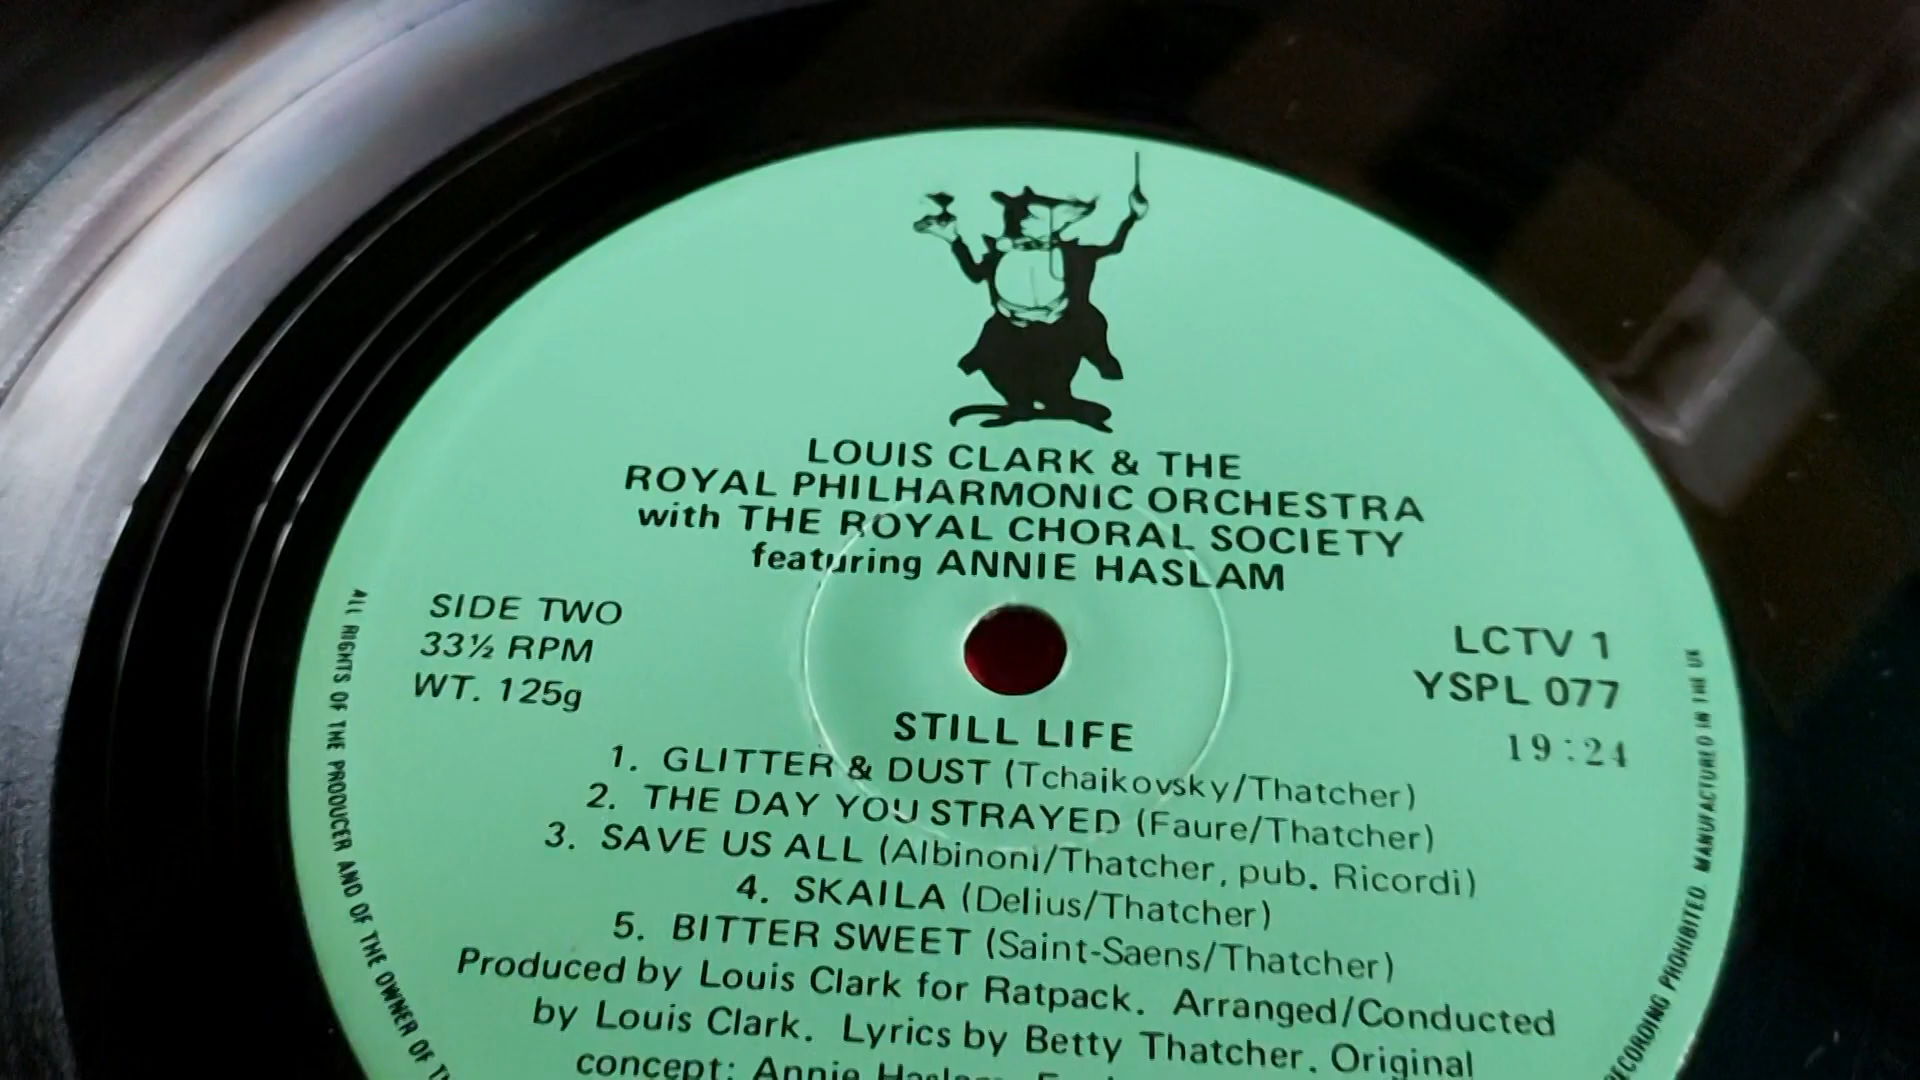 LOUIS CLARK & THE
ROYAL PHILHARMONIC ORCHESTRA
with THE ROYAL CHORAL SOCIETY
featuring ANNIE HASLAM
SIDE TWO
33⅓ RPM
WT. 125g
LCTV 1
YSPL 077
19:24
STILL LIFE
1. GLITTER & DUST (Tchaikovsky/Thatcher)
2. THE DAY YOU STRAYED (Faure/Thatcher)
3. SAVE US ALL (Albinoni/Thatcher, pub. Ricordi)
4. SKAILA (Delius/Thatcher)
5. BITTER SWEET (Saint-Saens/Thatcher)
Produced by Louis Clark for Ratpack. Arranged/Conducted
by Louis Clark. Lyrics by Betty Thatcher. Original
concept: Annie Haslam.
ALL RIGHTS OF THE PRODUCER AND OF THE OWNER OF
RECORDING PROHIBITED. MANUFACTURED IN THE UK